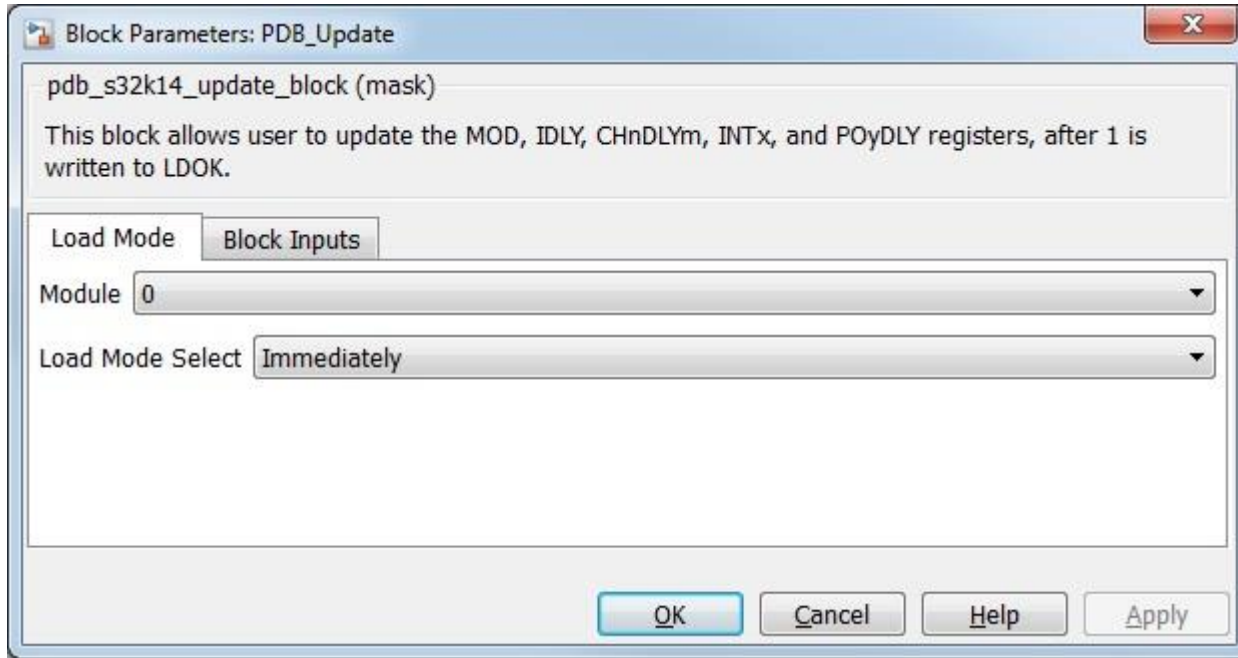 Block Parameters: PDB_Update
pdb_s32k14_update_block (mask)
This block allows user to update the MOD, IDLY, CHnDLYm, INTx, and POyDLY registers, after 1 is
written to LDOK.
Load Mode Block Inputs
Module 0
Load Mode Select Immediately
OK Cancel Help Apply